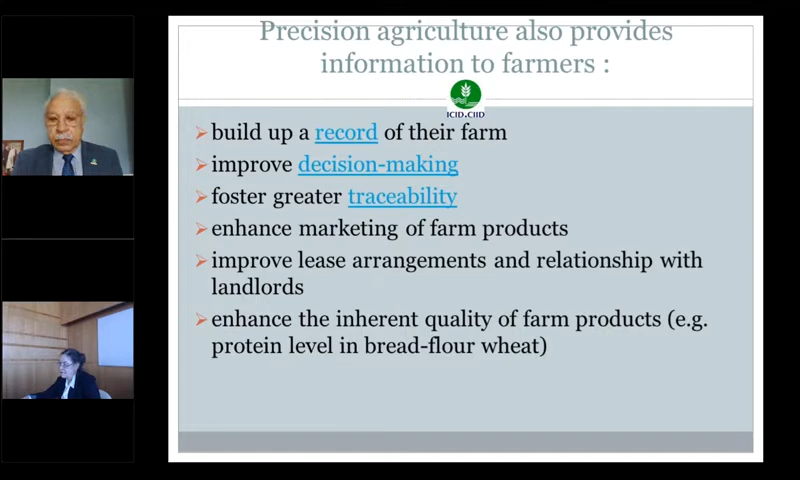 Precision agriculture also provides
information to farmers :
ICID.CIID
build up a record of their farm
improve decision-making
foster greater traceability
enhance marketing of farm products
improve lease arrangements and relationship with
landlords
enhance the inherent quality of farm products (e.g.
protein level in bread-flour wheat)